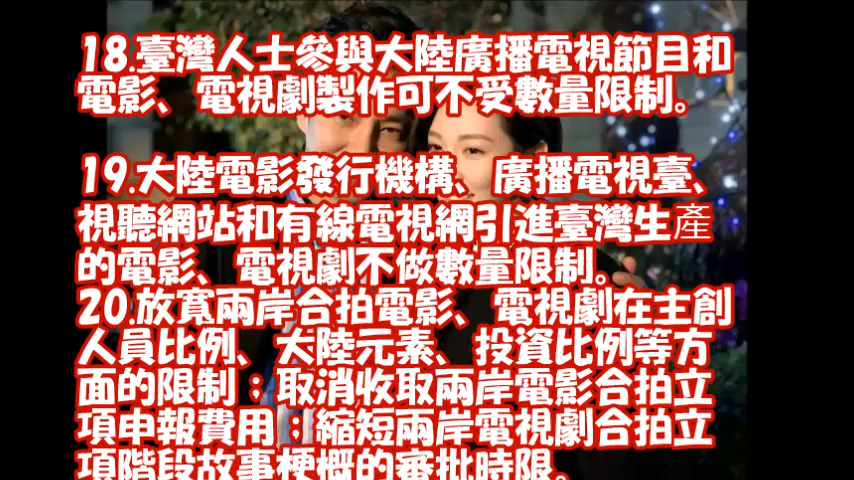 18.臺灣人士參與大陸廣播電視節目和
電影、電視劇製作可不受數量限制。
19.大陸電影發行機構、廣播電視臺、
視聽網站和有線電視網引進臺灣生產
的電影、電視劇不做數量限制。
20.放寬兩岸合拍電影、電視劇在主創
人員比例、大陸元素、投資比例等方
面的限制；取消收取兩岸電影合拍立
項申報費用；縮短兩岸電視劇合拍立
項階段故事梗概的審批時限。